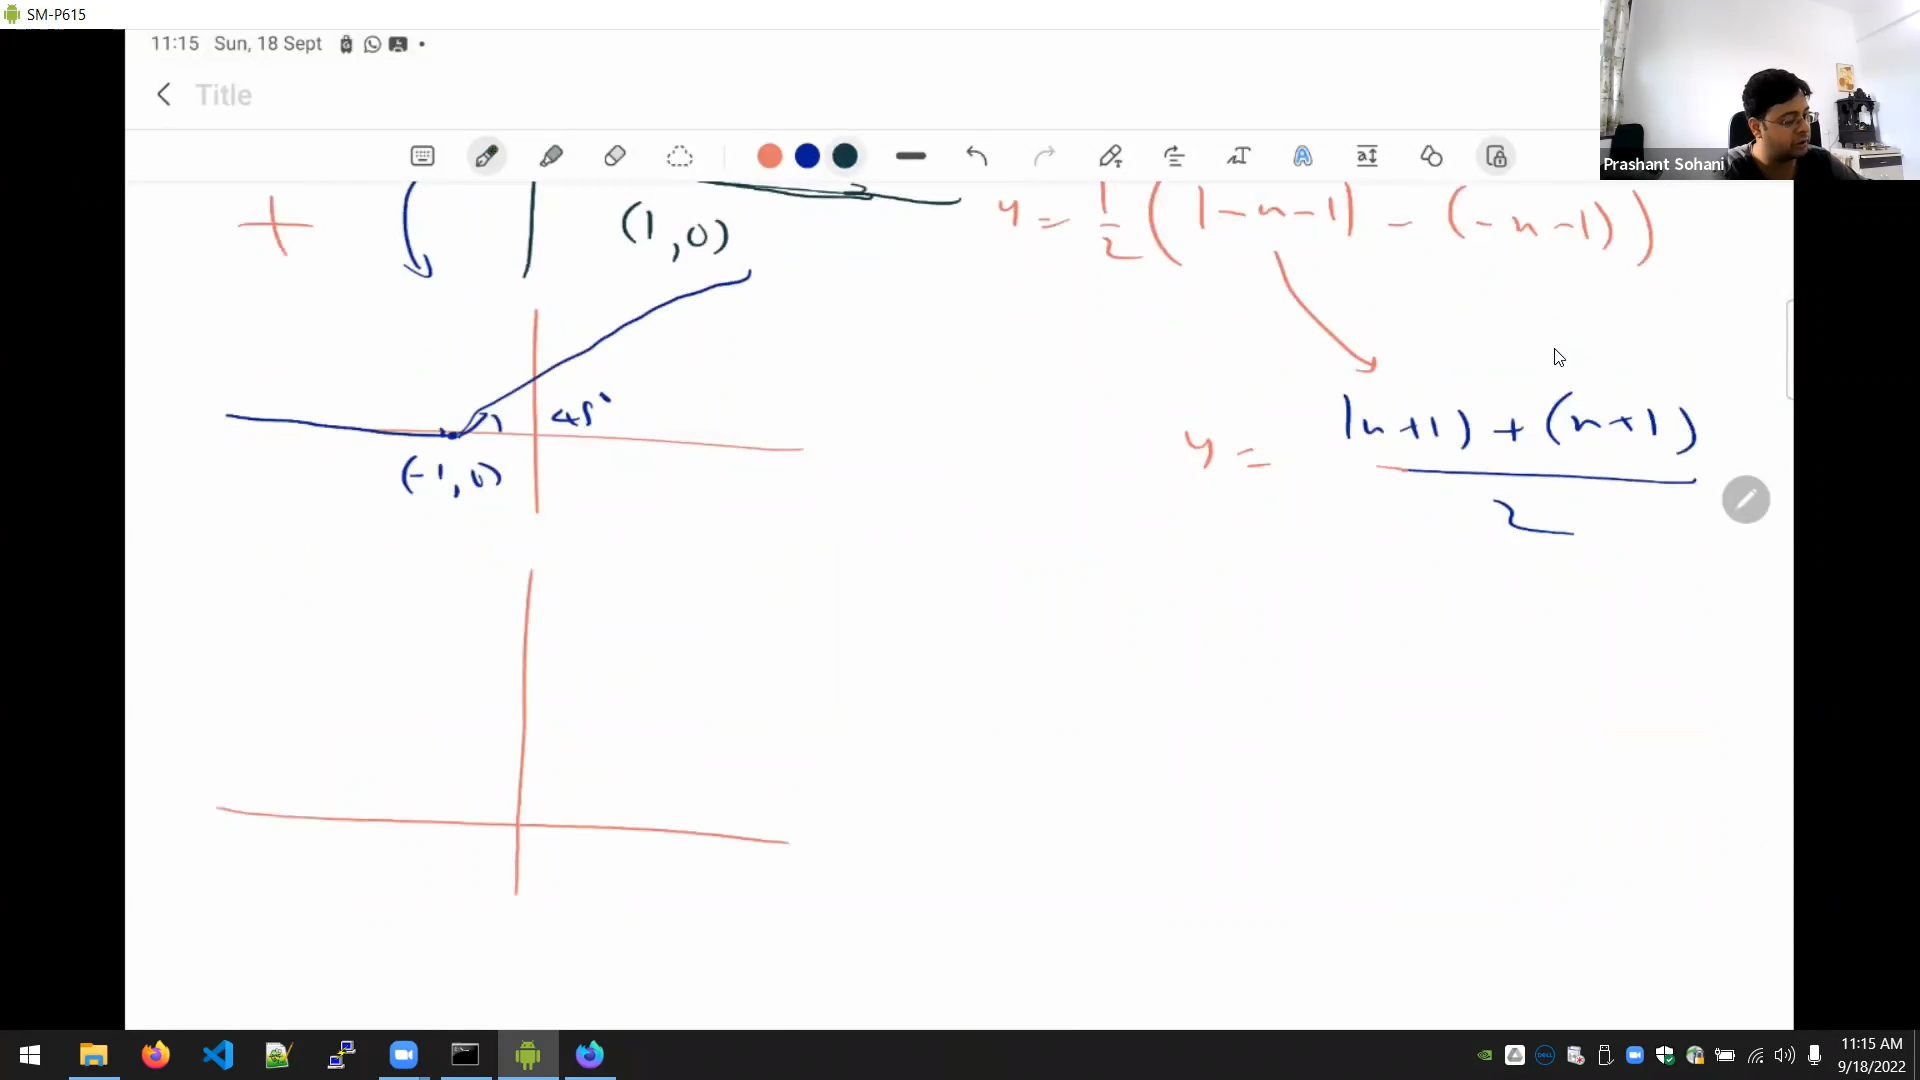 SM-P615
11:15 Sun, 18 Sept
Title
Prashant Sohani
+
(1,0)
y = 1/2 ( |-x-1| - (-x-1) )
45°
(-1,0)
y = |x+1| + (x+1)
2
11:15 AM
9/18/2022